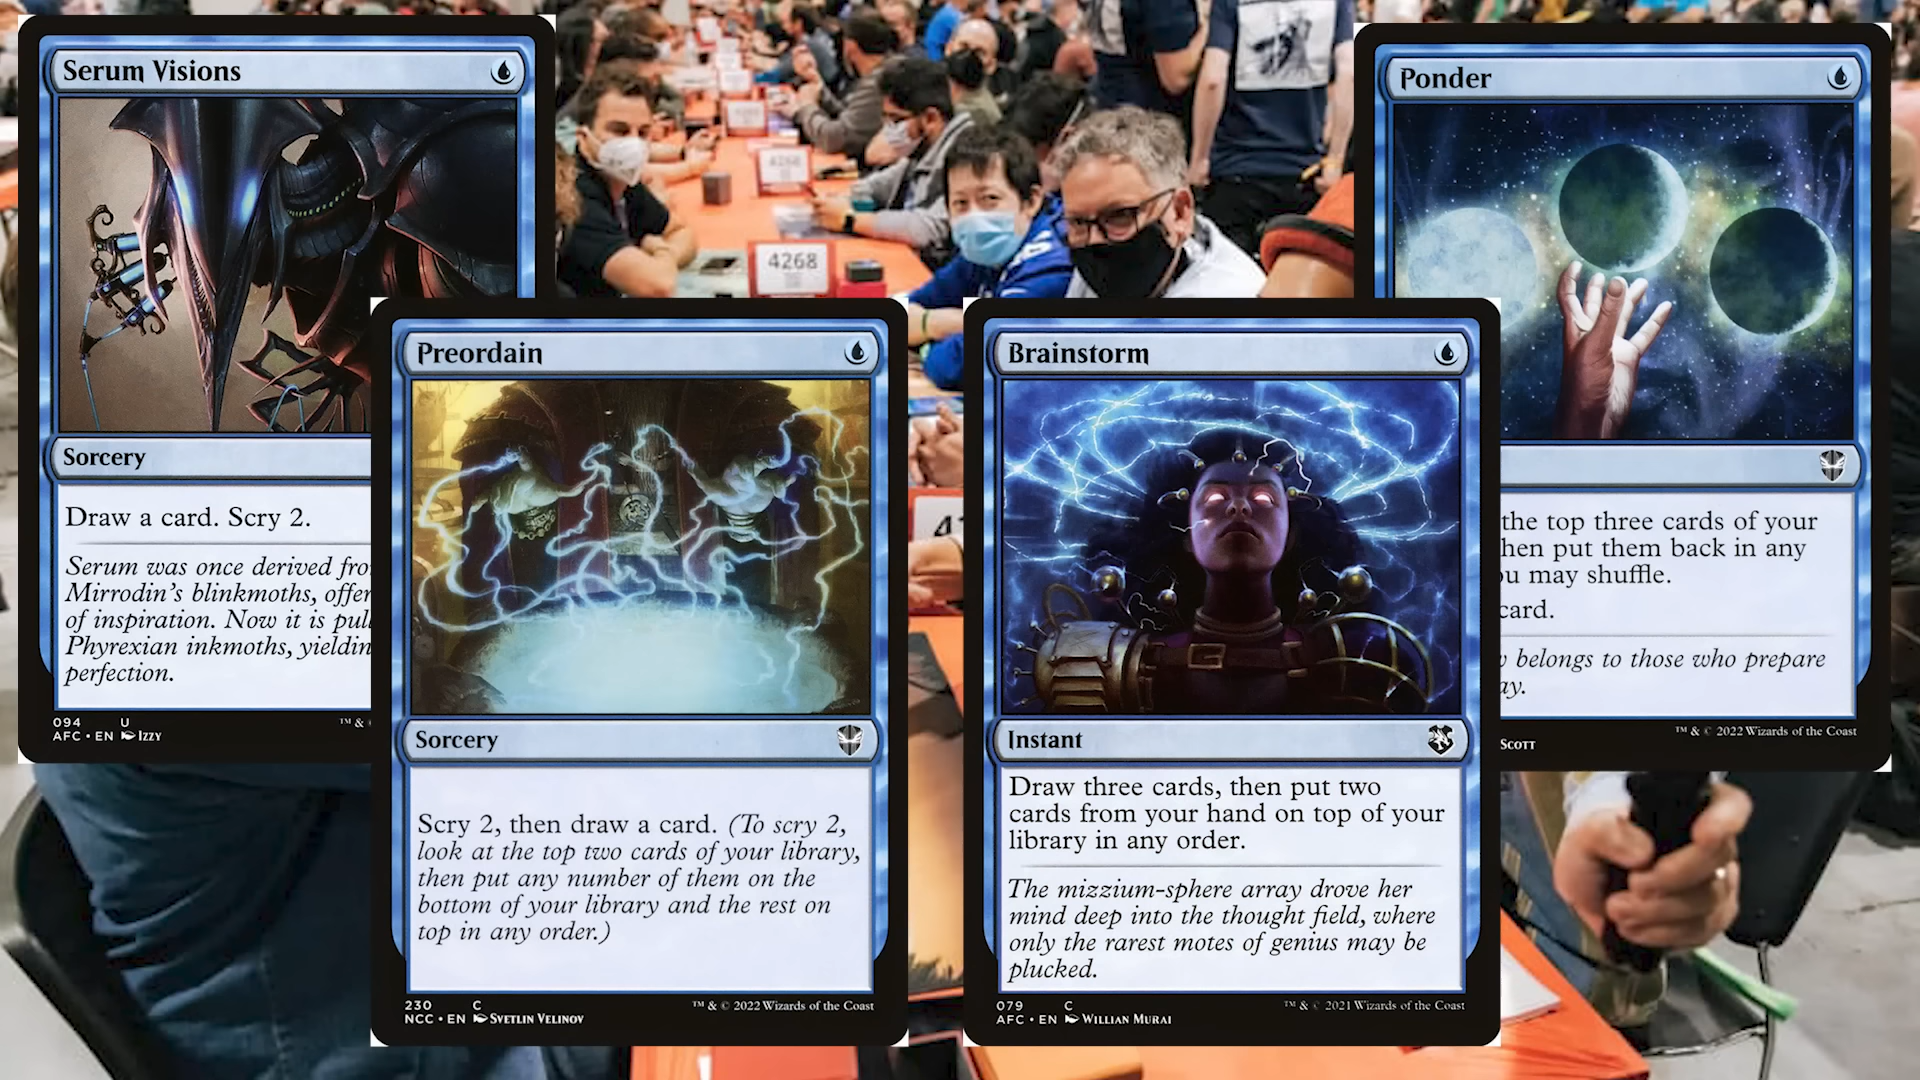 Serum Visions
Sorcery
Draw a card. Scry 2.
Serum was once derived fro
Mirrodin's blinkmoths, offer
of inspiration. Now it is pul
Phyrexian inkmoths, yieldin
perfection.
094 U
AFC • EN Izzy
™ & ©
Preordain
Sorcery
Scry 2, then draw a card. (To scry 2,
look at the top two cards of your library,
then put any number of them on the
bottom of your library and the rest on
top in any order.)
230 C
NCC • EN Svetlin Velinov
™ & © 2022 Wizards of the Coast
Brainstorm
Instant
Draw three cards, then put two
cards from your hand on top of your
library in any order.
The mizzium-sphere array drove her
mind deep into the thought field, where
only the rarest motes of genius may be
plucked.
079 C
AFC • EN Willian Murai
™ & © 2021 Wizards of the Coast
Ponder
the top three cards of your
hen put them back in any
u may shuffle.
card.
belongs to those who prepare
ay.
Scott
™ & © 2022 Wizards of the Coast
4268